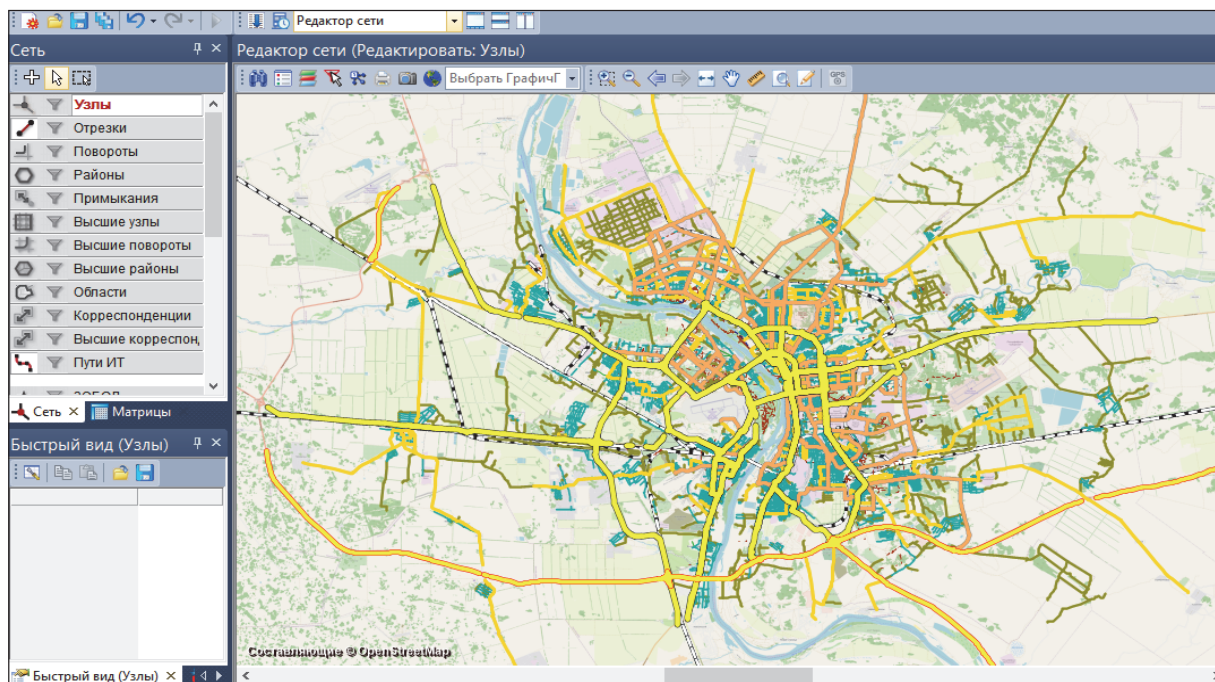 Редактор сети
Сеть
Редактор сети (Редактировать: Узлы)
Выбрать ГрафичГ
GPS
Узлы
Отрезки
Повороты
Районы
Примыкания
Высшие узлы
Высшие повороты
Высшие районы
Области
Корреспонденции
Высшие корреспонд
Пути ИТ
Сеть
Матрицы
Быстрый вид (Узлы)
Составляющие © OpenStreetMap
Быстрый вид (Узлы)